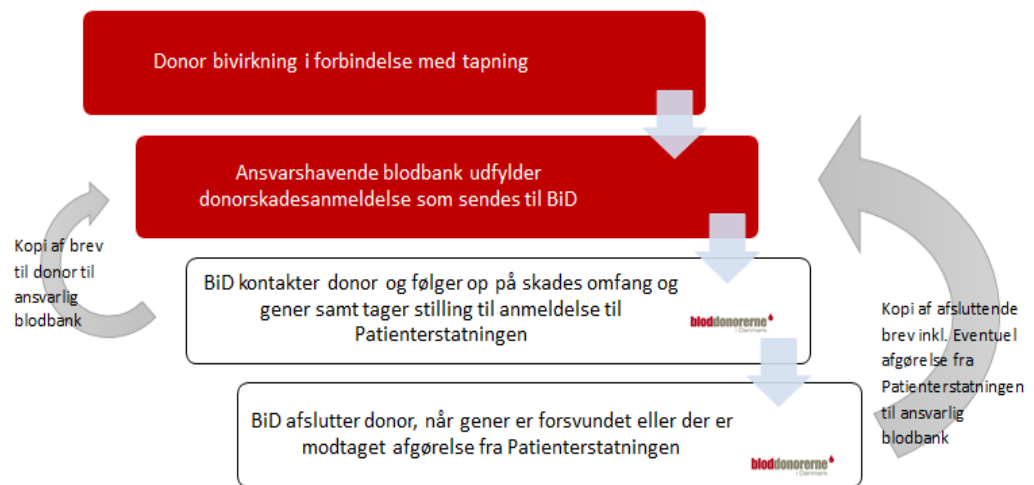 Donor bivirkning i forbindelse med tapning
Ansvarshavende blodbank udfylder
donorskadesanmeldelse som sendes til BiD
Kopi af brev
til donor til
ansvarlig
blodbank
BiD kontakter donor og følger op på skades omfang og
gener samt tager stilling til anmeldelse til
Patienterstatningen
bloddonorerne
i Danmark
Kopi af afsluttende
brev inkl. Eventuel
afgørelse fra
Patienterstatningen
til ansvarlig
blodbank
BiD afslutter donor, når gener er forsvundet eller der er
modtaget afgørelse fra Patienterstatningen
bloddonorerne
i Danmark